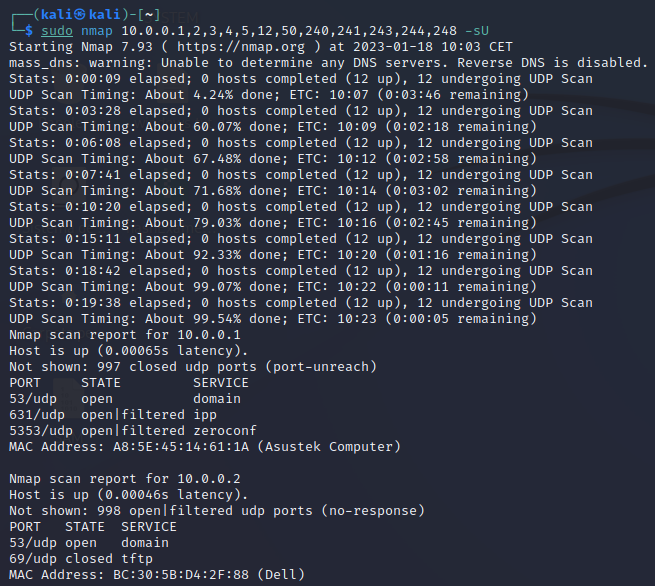 ┌──(kali㉿kali)-[~]
└─$ sudo nmap 10.0.0.1,2,3,4,5,12,50,240,241,243,244,248 -sU
Starting Nmap 7.93 ( https://nmap.org ) at 2023-01-18 10:03 CET
mass_dns: warning: Unable to determine any DNS servers. Reverse DNS is disabled.
Stats: 0:00:09 elapsed; 0 hosts completed (12 up), 12 undergoing UDP Scan
UDP Scan Timing: About 4.24% done; ETC: 10:07 (0:03:46 remaining)
Stats: 0:03:28 elapsed; 0 hosts completed (12 up), 12 undergoing UDP Scan
UDP Scan Timing: About 60.07% done; ETC: 10:09 (0:02:18 remaining)
Stats: 0:06:08 elapsed; 0 hosts completed (12 up), 12 undergoing UDP Scan
UDP Scan Timing: About 67.48% done; ETC: 10:12 (0:02:58 remaining)
Stats: 0:07:41 elapsed; 0 hosts completed (12 up), 12 undergoing UDP Scan
UDP Scan Timing: About 71.68% done; ETC: 10:14 (0:03:02 remaining)
Stats: 0:10:20 elapsed; 0 hosts completed (12 up), 12 undergoing UDP Scan
UDP Scan Timing: About 79.03% done; ETC: 10:16 (0:02:45 remaining)
Stats: 0:15:11 elapsed; 0 hosts completed (12 up), 12 undergoing UDP Scan
UDP Scan Timing: About 92.33% done; ETC: 10:20 (0:01:16 remaining)
Stats: 0:18:42 elapsed; 0 hosts completed (12 up), 12 undergoing UDP Scan
UDP Scan Timing: About 99.07% done; ETC: 10:22 (0:00:11 remaining)
Stats: 0:19:38 elapsed; 0 hosts completed (12 up), 12 undergoing UDP Scan
UDP Scan Timing: About 99.54% done; ETC: 10:23 (0:00:05 remaining)
Nmap scan report for 10.0.0.1
Host is up (0.00065s latency).
Not shown: 997 closed udp ports (port-unreach)
PORT     STATE         SERVICE
53/udp   open          domain
631/udp  open|filtered ipp
5353/udp open|filtered zeroconf
MAC Address: A8:5E:45:14:61:1A (Asustek Computer)

Nmap scan report for 10.0.0.2
Host is up (0.00046s latency).
Not shown: 998 open|filtered udp ports (no-response)
PORT   STATE  SERVICE
53/udp open   domain
69/udp closed tftp
MAC Address: BC:30:5B:D4:2F:88 (Dell)